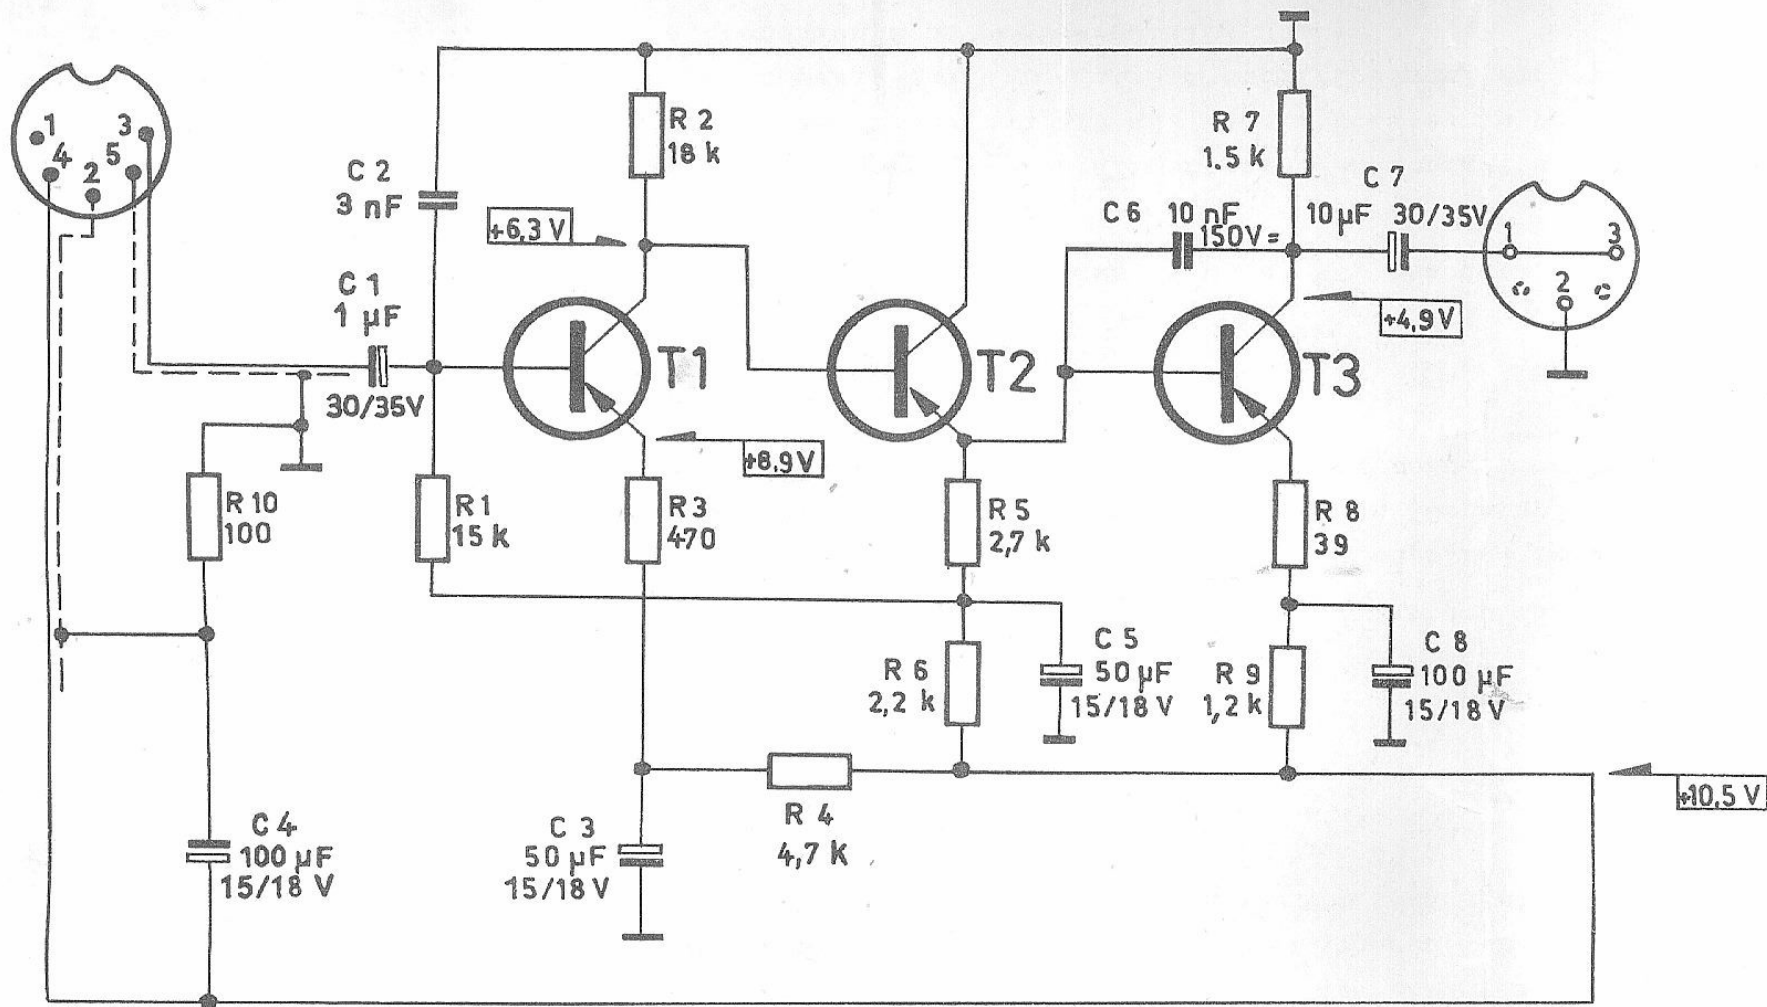 1
3
4
5
2
C 2
3 nF
R 2
18 k
+6,3 V
C 1
1 µF
30/35V
T1
+8,9V
T2
T3
R 7
1.5 k
C 6
10 nF
150V=
C 7
10µF
30/35V
+4,9V
1
3
2
R 10
100
R 1
15 k
R 3
470
R 5
2,7 k
R 8
39
R 6
2,2 k
C 5
50 µF
15/18 V
R 9
1,2 k
C 8
100 µF
15/18 V
R 4
4,7 k
+10,5 V
C 4
100 µF
15/18 V
C 3
50 µF
15/18 V